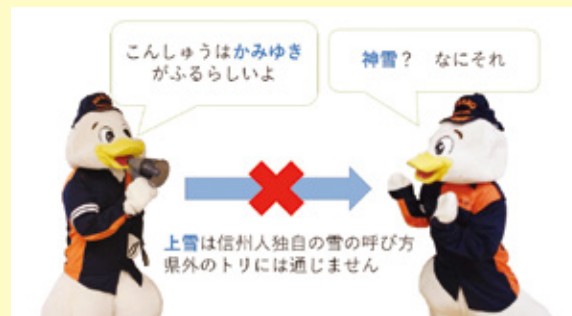 こんしゅうはかみゆき
がふるらしいよ
神雪？　なにそれ
上雪は信州人独自の雪の呼び方
県外のトリには通じません